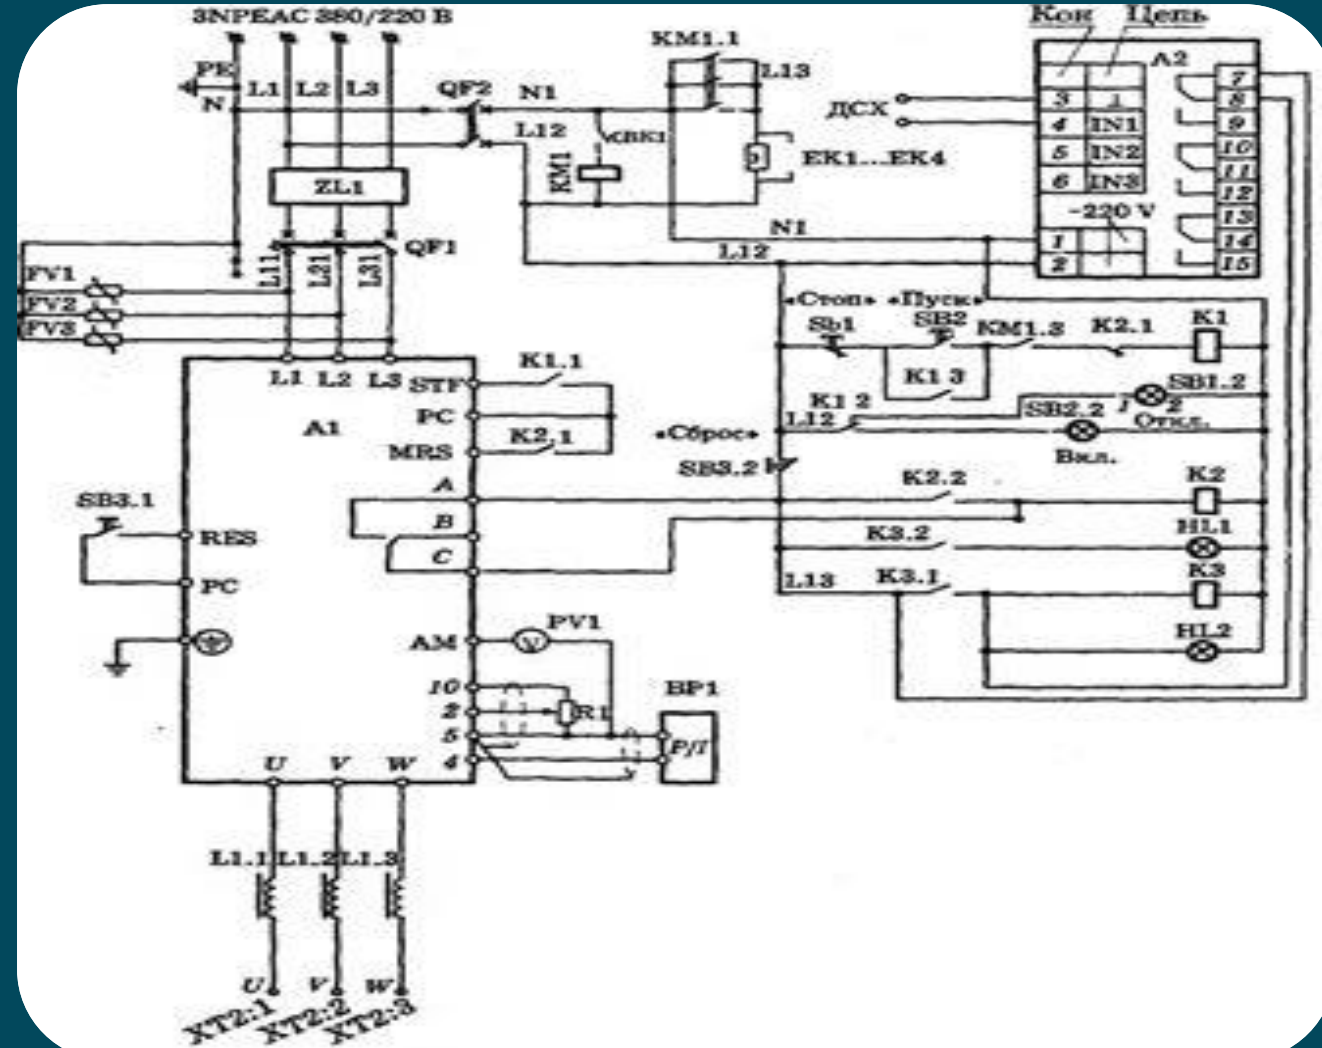 3NPEAC 380/220 В
Кон Цепь
KM1.1
A2
PE
L1 L2 L3
QF2 N1
L13
7
N
ДСХ
3 ⊥
8
L12
ВК1
4 IN1
9
ZL1
KM1
EK1...EK4
5 IN2
10
6 IN3
11
12
~220 V
13
N1
1
14
QF1
L12
2
15
L11 L21 L31
FV1
FV2
FV3
«Стоп» «Пуск»
Sb1 SB2 KM1.3 K2.1 K1
L1 L2 L3 STF
K1.1
K1 3
SB1.2
PC
K1 2
SB2.2 1 2
A1
L12
Откл.
MRS
K2.1
«Сброс»
Вкл.
SB3.2
A
K2.2
K2
SB3.1
B
RES
K3.2
HL1
C
PC
L13 K3.1
K3
AM
V
PV1
HL2
10
BP1
2
R1
5
P/I
4
U V W
L1.1 L1.2 L1.3
U V W
XT2:1 XT2:2 XT2:3